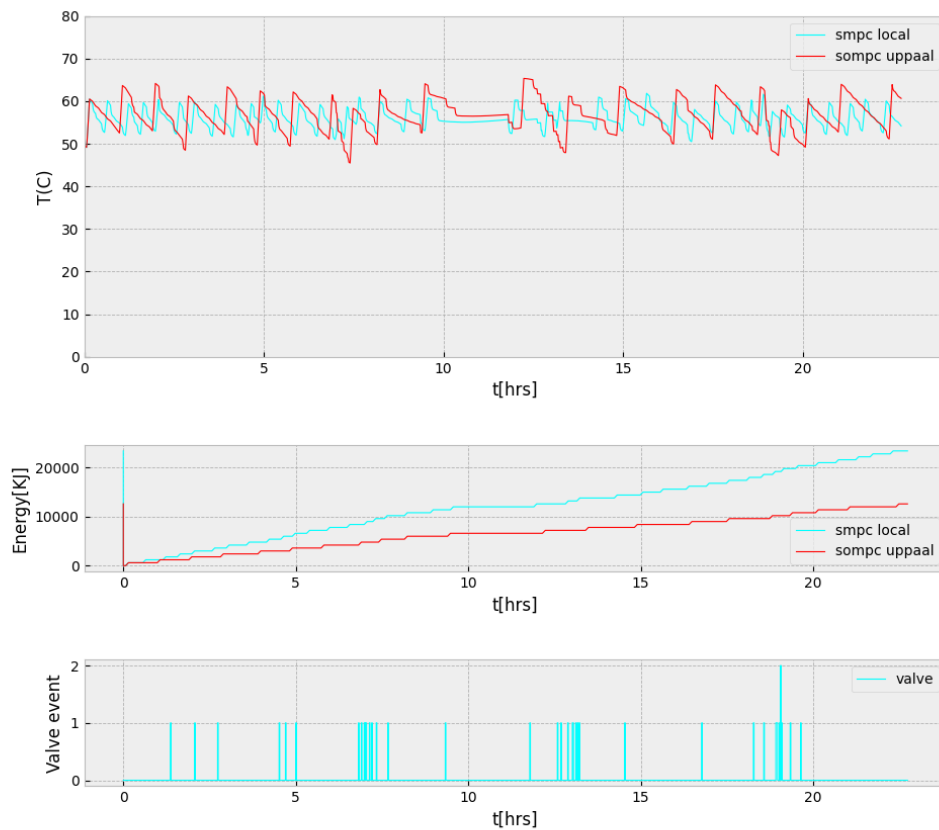 80
70
60
50
40
30
20
10
0
T(C)
smpc local
sompc uppaal
0 5 10 15 20
t[hrs]
20000
10000
0
Energy[KJ]
smpc local
sompc uppaal
0 5 10 15 20
t[hrs]
2
1
0
Valve event
valve
0 5 10 15 20
t[hrs]